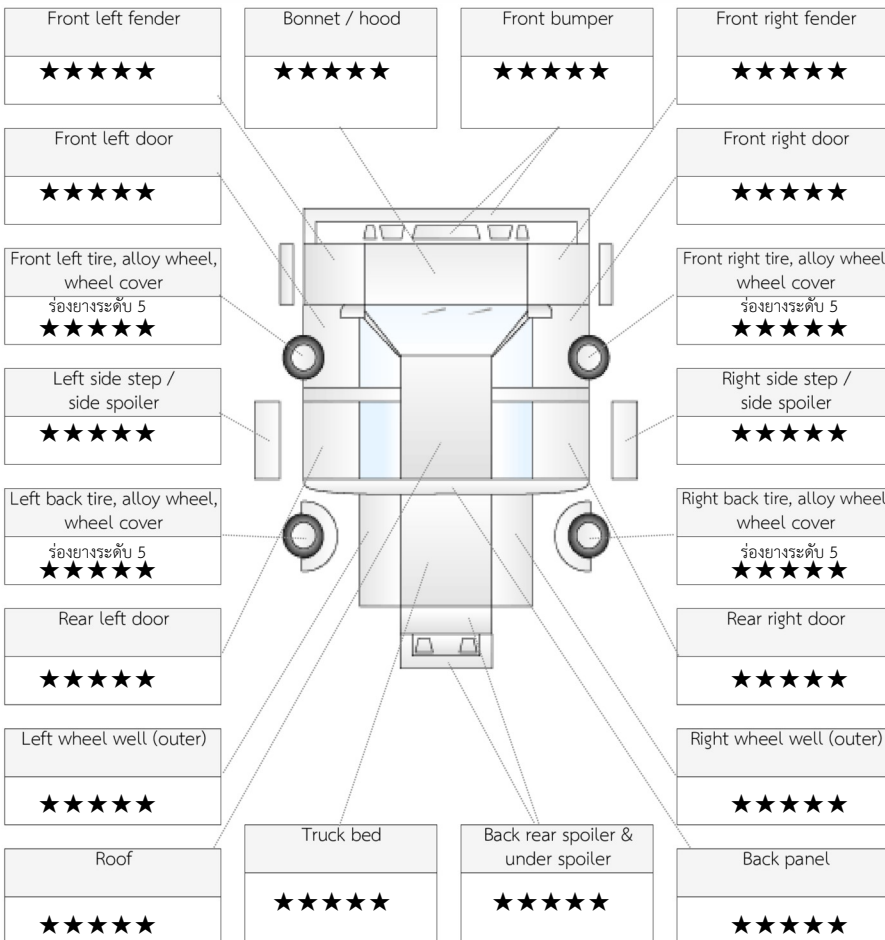 Front left fender
★★★★★
Bonnet / hood
★★★★★
Front bumper
★★★★★
Front right fender
★★★★★
Front left door
★★★★★
Front right door
★★★★★
Front left tire, alloy wheel,
wheel cover
ร่องยางระดับ 5
★★★★★
Front right tire, alloy wheel
wheel cover
ร่องยางระดับ 5
★★★★★
Left side step /
side spoiler
★★★★★
Right side step /
side spoiler
★★★★★
Left back tire, alloy wheel,
wheel cover
ร่องยางระดับ 5
★★★★★
Right back tire, alloy wheel
wheel cover
ร่องยางระดับ 5
★★★★★
Rear left door
★★★★★
Rear right door
★★★★★
Left wheel well (outer)
★★★★★
Right wheel well (outer)
★★★★★
Roof
★★★★★
Truck bed
★★★★★
Back rear spoiler &
under spoiler
★★★★★
Back panel
★★★★★